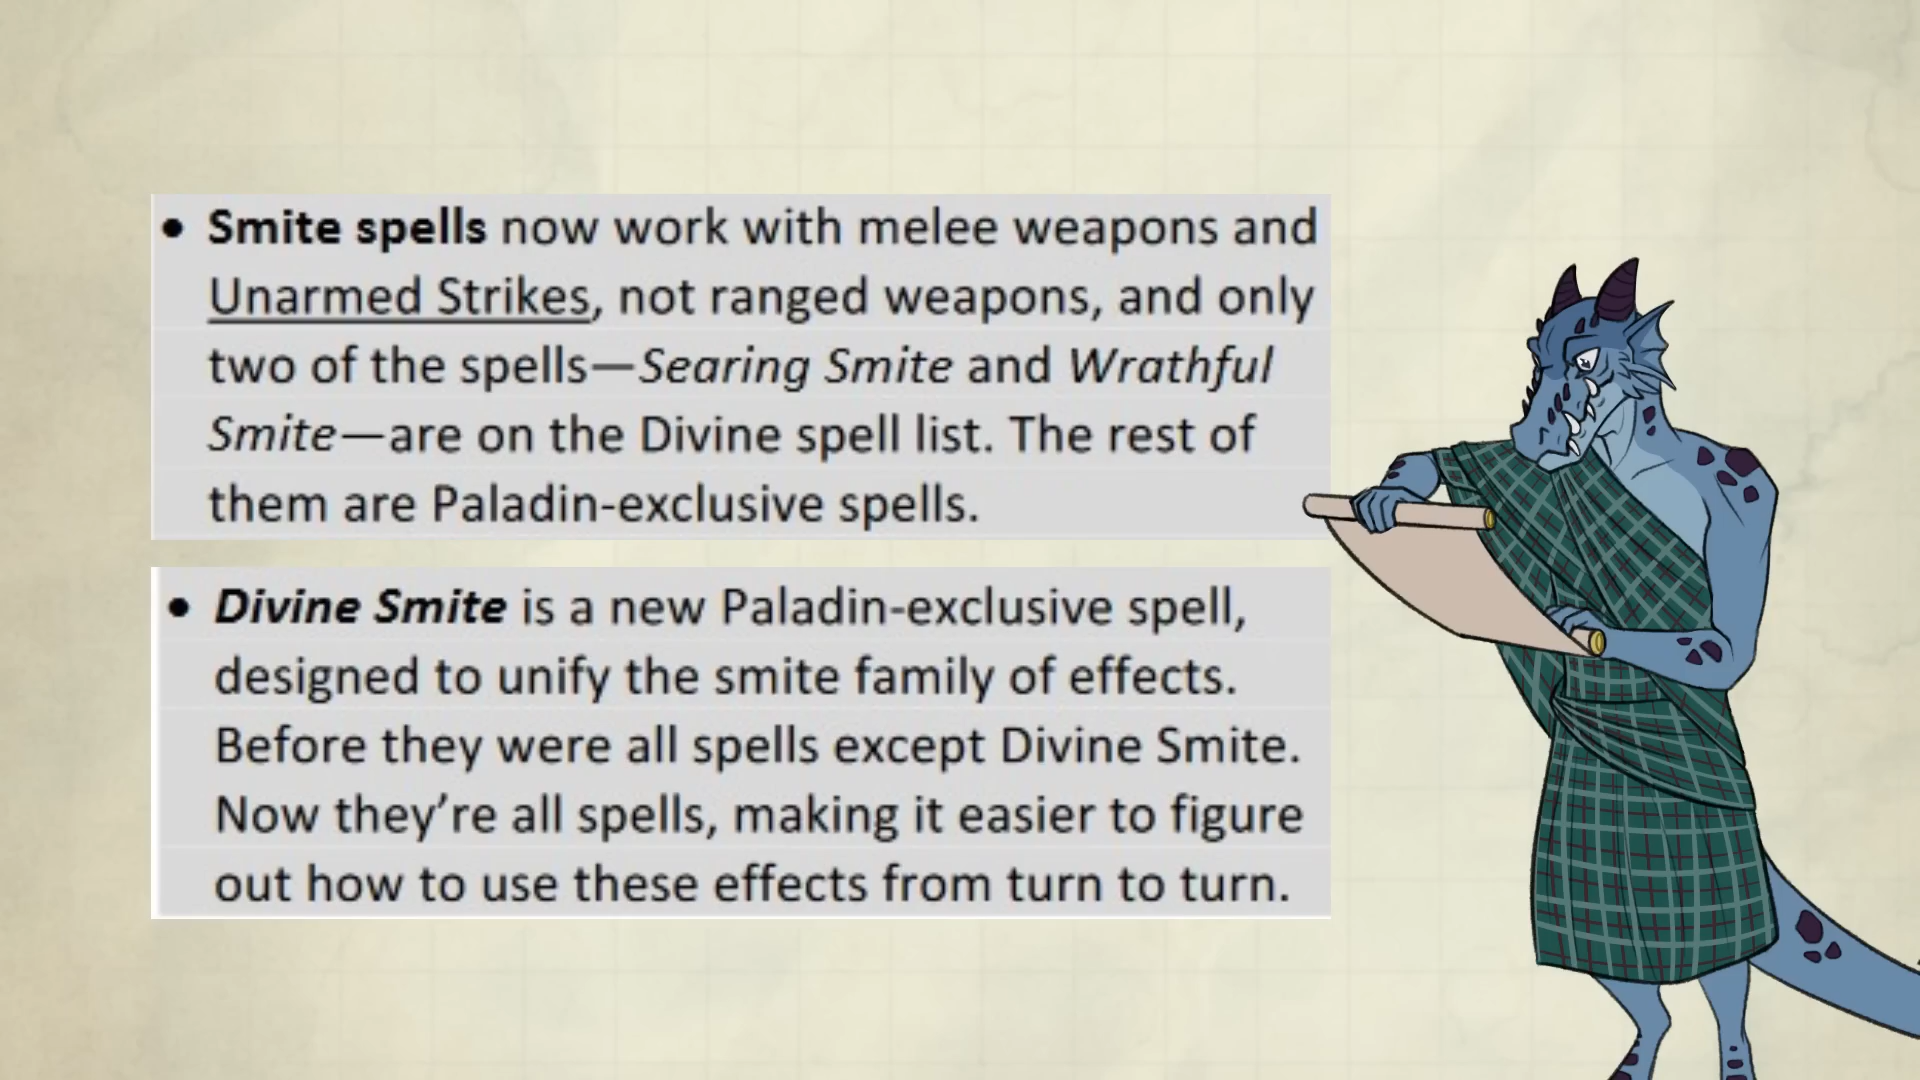 • Smite spells now work with melee weapons and
Unarmed Strikes, not ranged weapons, and only
two of the spells—Searing Smite and Wrathful
Smite—are on the Divine spell list. The rest of
them are Paladin-exclusive spells.
• Divine Smite is a new Paladin-exclusive spell,
designed to unify the smite family of effects.
Before they were all spells except Divine Smite.
Now they’re all spells, making it easier to figure
out how to use these effects from turn to turn.